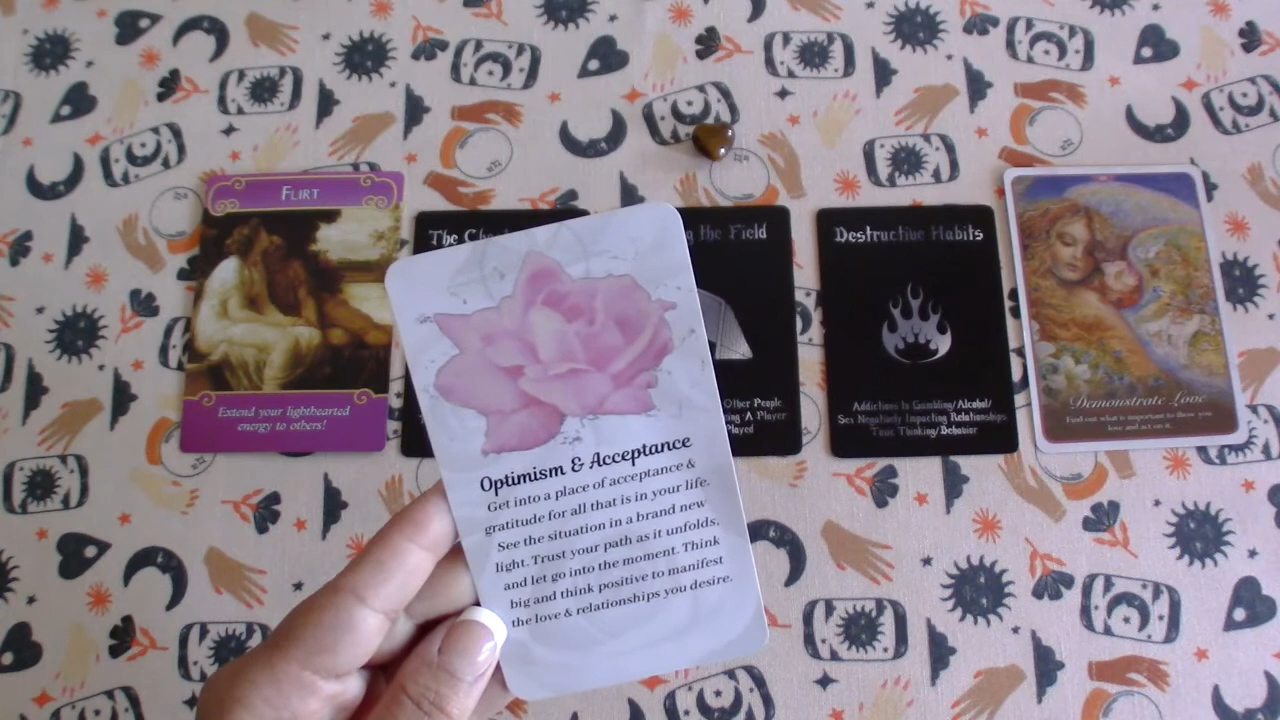 Flirt
Extend your lighthearted
energy to others!
The
g the Field
Other People
ing A Player
Played
Destructive Habits
Addictions to Gambling/Alcohol/
Sex Negatively Impacting Relationships
Toxic Thinking/Behavior
Demonstrate Love
Find out what is important to those you
love and act on it.
Optimism & Acceptance
Get into a place of acceptance &
gratitude for all that is in your life.
See the situation in a brand new
light. Trust your path as it unfolds.
and let go into the moment. Think
big and think positive to manifest
the love & relationships you desire.